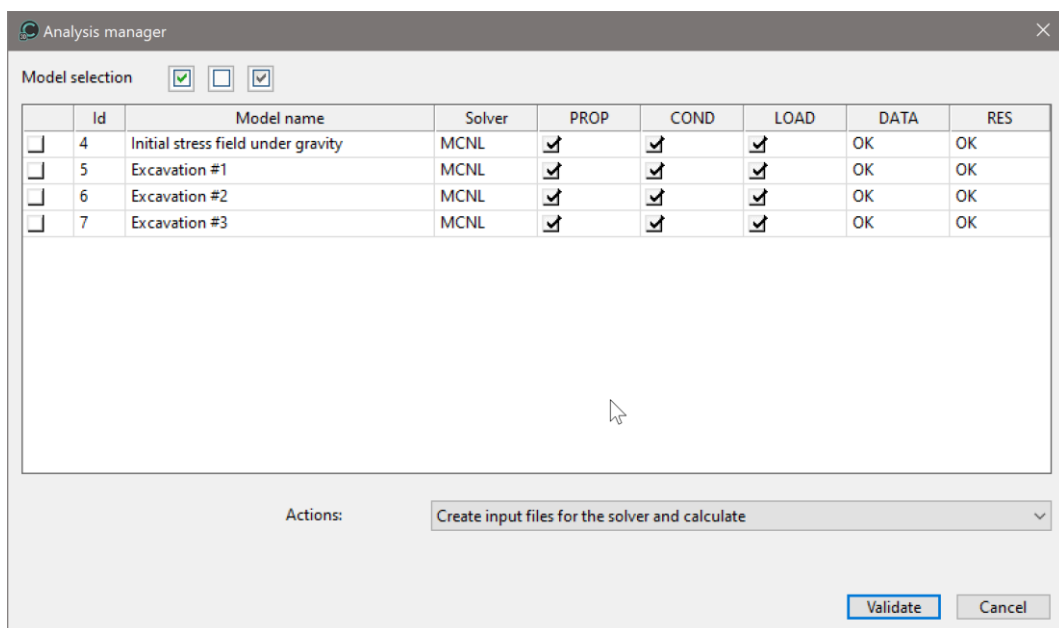 Analysis manager
Model selection
Id Model name Solver PROP COND LOAD DATA RES
4 Initial stress field under gravity MCNL OK OK
5 Excavation #1 MCNL OK OK
6 Excavation #2 MCNL OK OK
7 Excavation #3 MCNL OK OK
Actions: Create input files for the solver and calculate
Validate Cancel